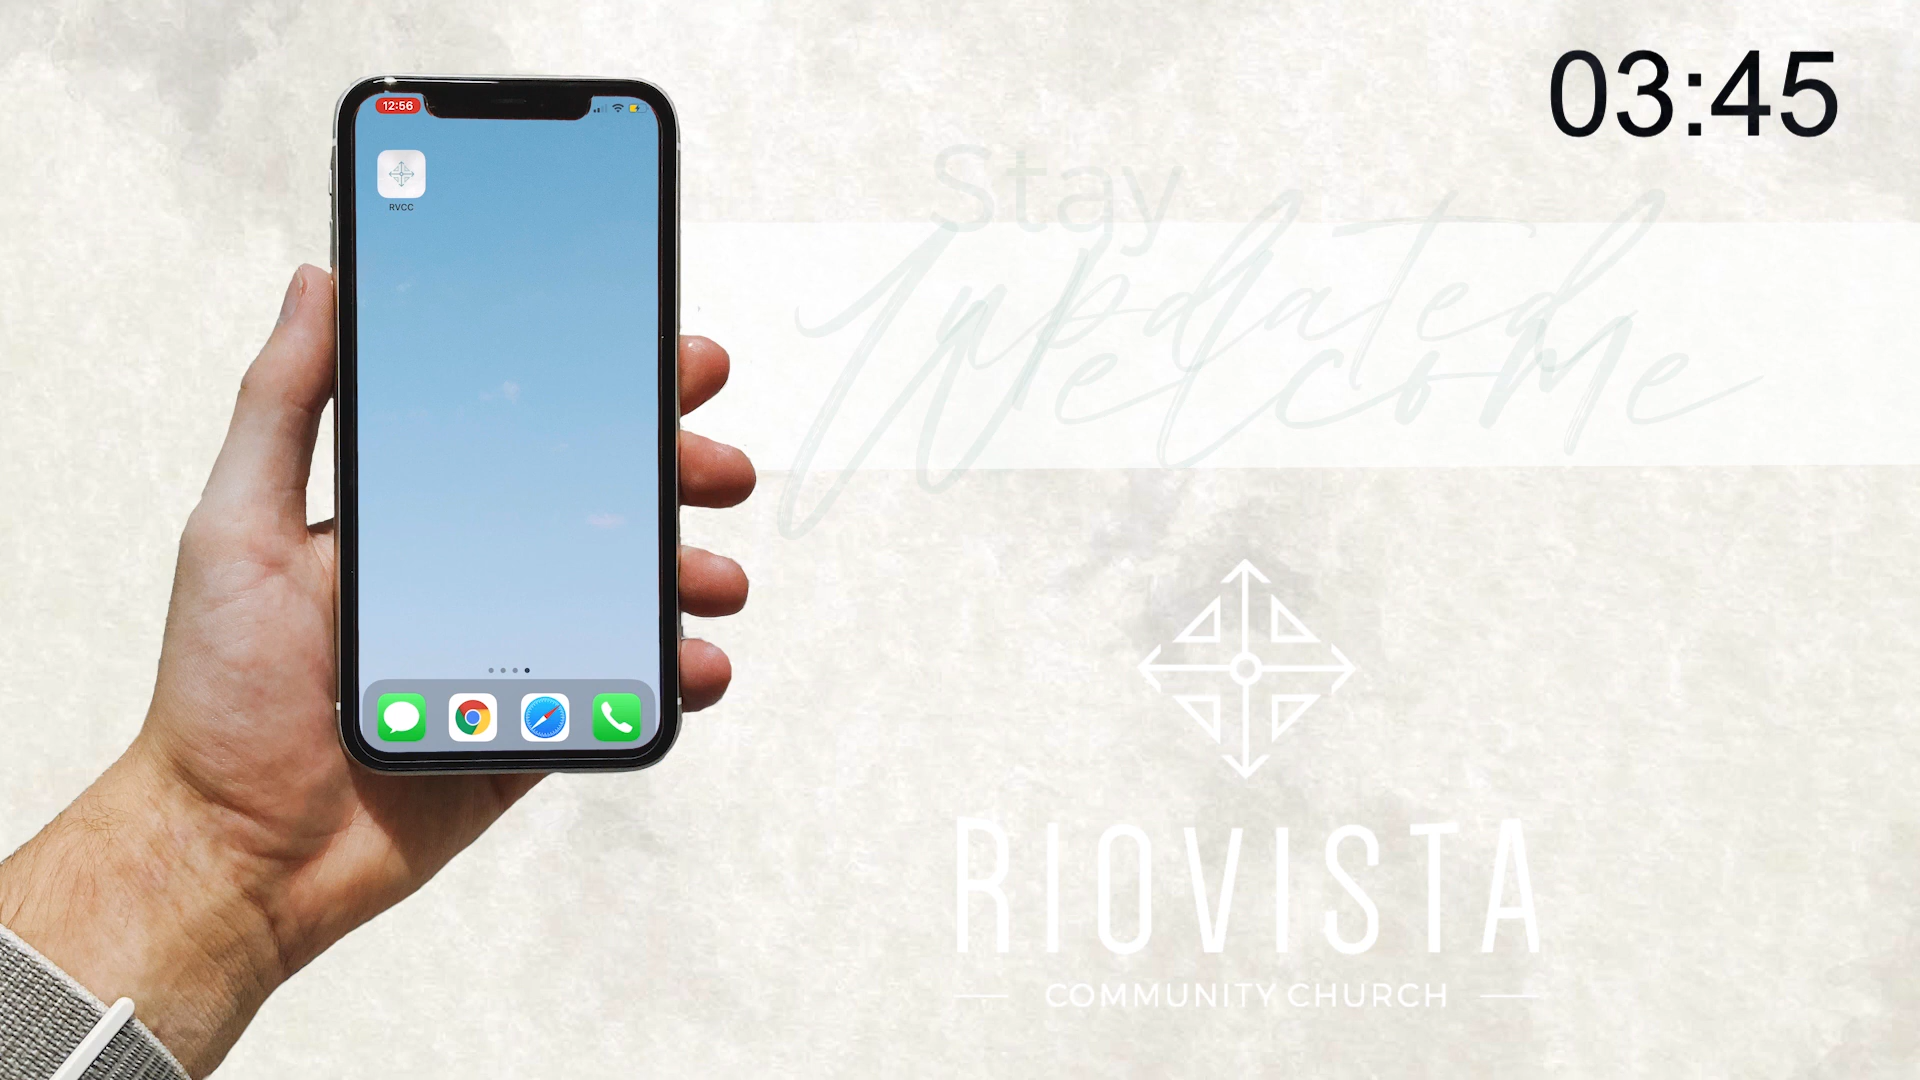 03:45
12:56
RVCC
Stay
Updated
Welcome
RIOVISTA
COMMUNITY CHURCH